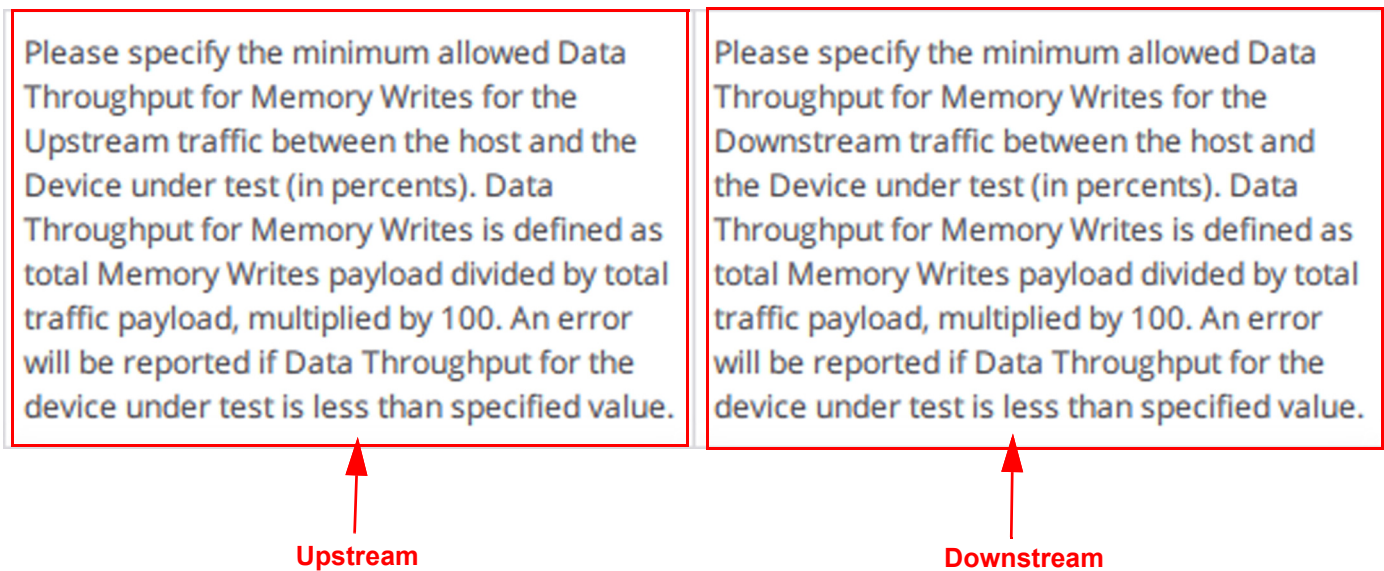 Please specify the minimum allowed Data
Throughput for Memory Writes for the
Upstream traffic between the host and the
Device under test (in percents). Data
Throughput for Memory Writes is defined as
total Memory Writes payload divided by total
traffic payload, multiplied by 100. An error
will be reported if Data Throughput for the
device under test is less than specified value.
Please specify the minimum allowed Data
Throughput for Memory Writes for the
Downstream traffic between the host and
the Device under test (in percents). Data
Throughput for Memory Writes is defined as
total Memory Writes payload divided by total
traffic payload, multiplied by 100. An error
will be reported if Data Throughput for the
device under test is less than specified value.
Upstream
Downstream